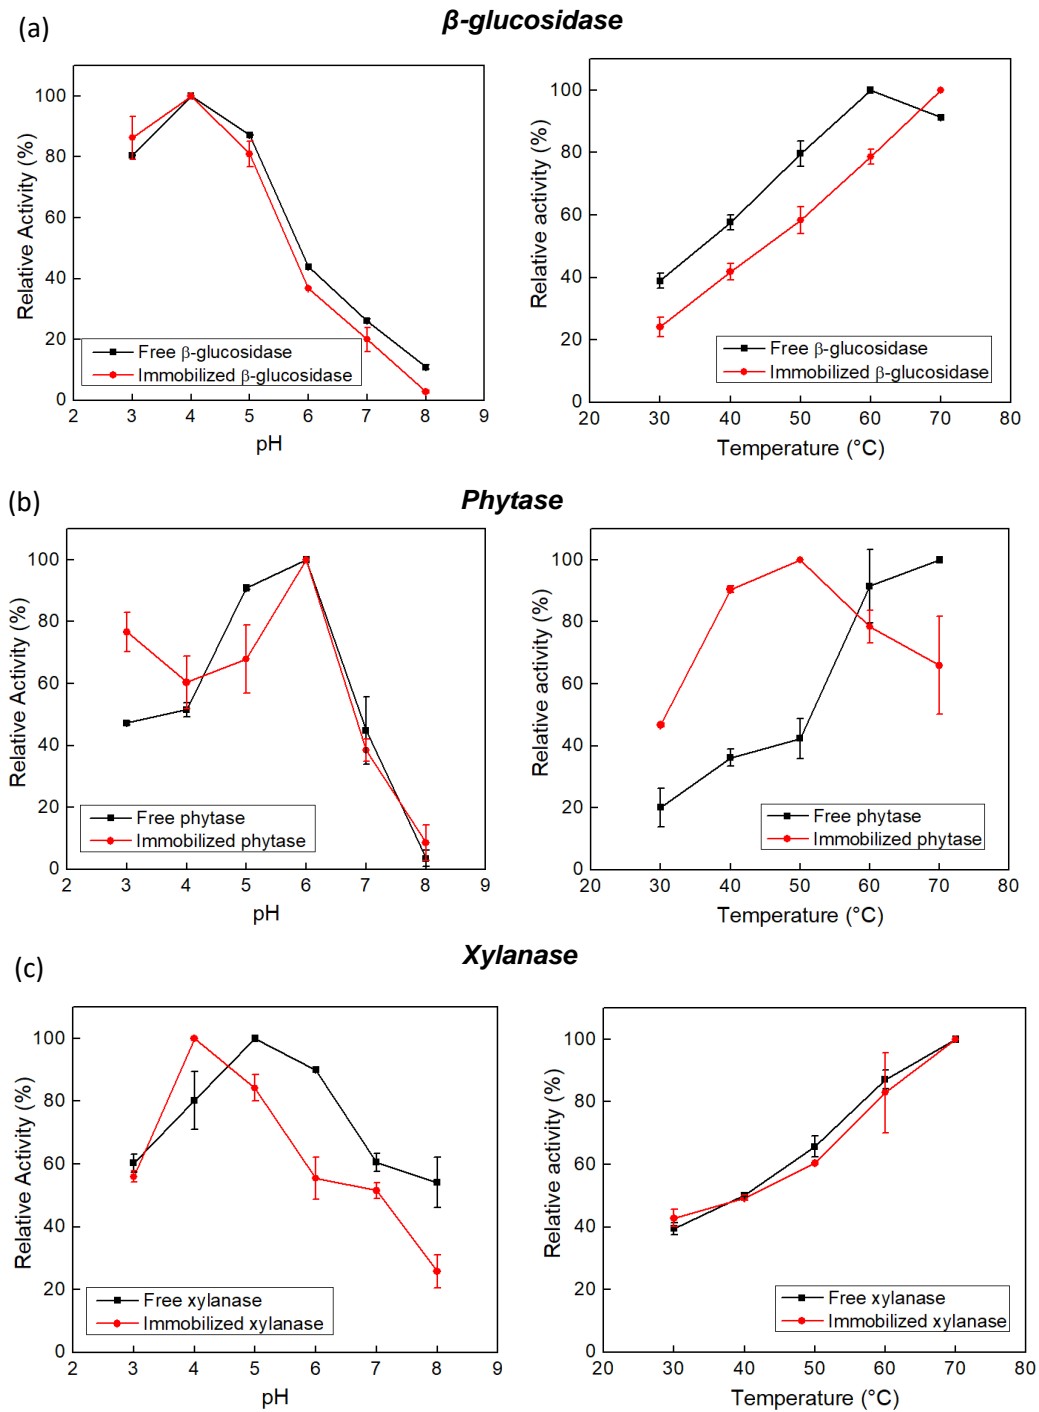 (a)
β-glucosidase
100
80
60
40
20
0
2 3 4 5 6 7 8 9
Relative Activity (%)
pH
Free β-glucosidase
Immobilized β-glucosidase
100
80
60
40
20
0
20 30 40 50 60 70 80
Relative activity (%)
Temperature (°C)
Free β-glucosidase
Immobilized β-glucosidase
(b)
Phytase
100
80
60
40
20
0
2 3 4 5 6 7 8 9
Relative Activity (%)
pH
Free phytase
Immobilized phytase
100
80
60
40
20
0
20 30 40 50 60 70 80
Relative activity (%)
Temperature (°C)
Free phytase
Immobilized phytase
(c)
Xylanase
100
80
60
40
20
0
2 3 4 5 6 7 8 9
Relative Activity (%)
pH
Free xylanase
Immobilized xylanase
100
80
60
40
20
0
20 30 40 50 60 70 80
Relative activity (%)
Temperature (°C)
Free xylanase
Immobilized xylanase